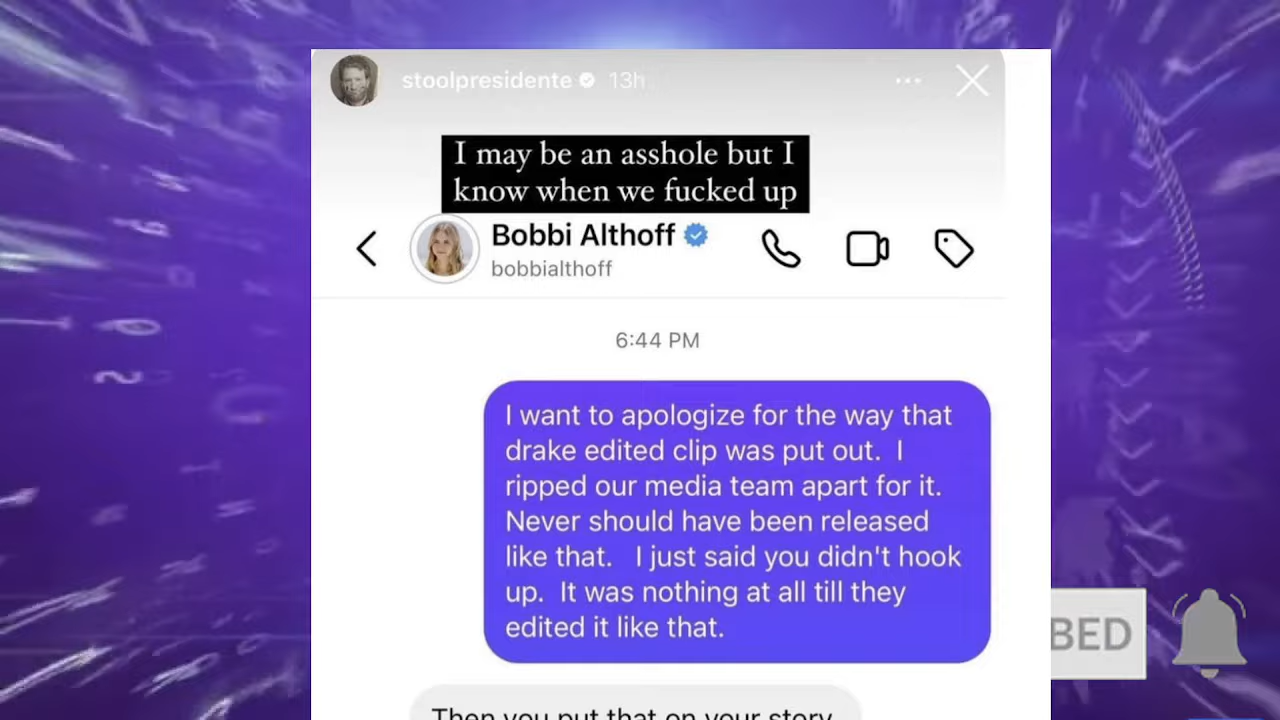 stoolpresidente 13h
I may be an asshole but I
know when we fucked up
Bobbi Althoff
bobbialthoff
6:44 PM
I want to apologize for the way that
drake edited clip was put out. I
ripped our media team apart for it.
Never should have been released
like that. I just said you didn't hook
up. It was nothing at all till they
edited it like that.
Then you put that on your story
BED